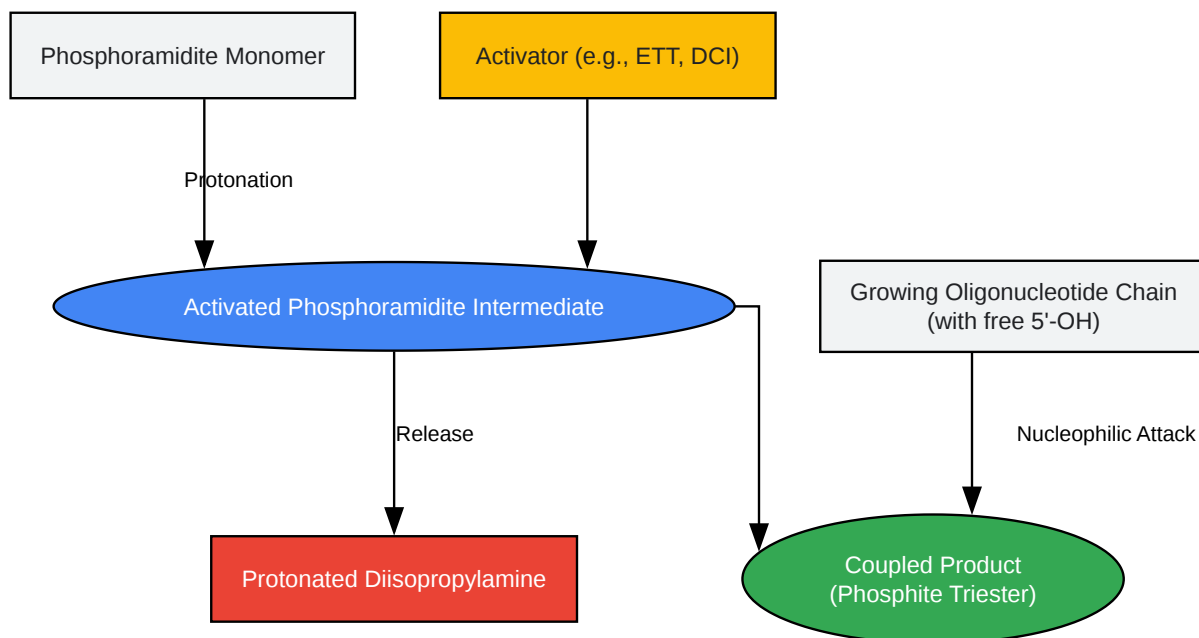 Phosphoramidite Monomer
Activator (e.g., ETT, DCI)
Protonation
Activated Phosphoramidite Intermediate
Growing Oligonucleotide Chain
(with free 5'-OH)
Release
Nucleophilic Attack
Protonated Diisopropylamine
Coupled Product
(Phosphite Triester)